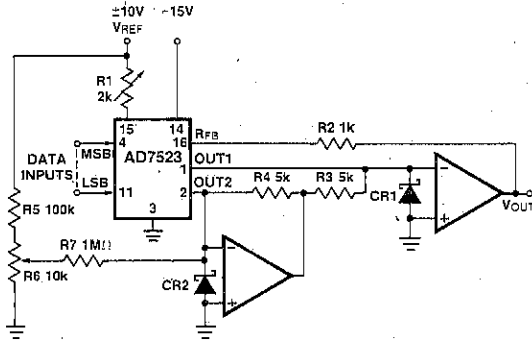 ±10V -15V
VREF
R1
2k
15 14
4 16 RFB R2 1k
MSB AD7523
DATA INPUTS
OUT1
1
R4 5k R3 5k
LSB 11 2 OUT2
3
CR1
VOUT
R5 100k
R7 1MΩ
R6 10k
CR2
− +
− +